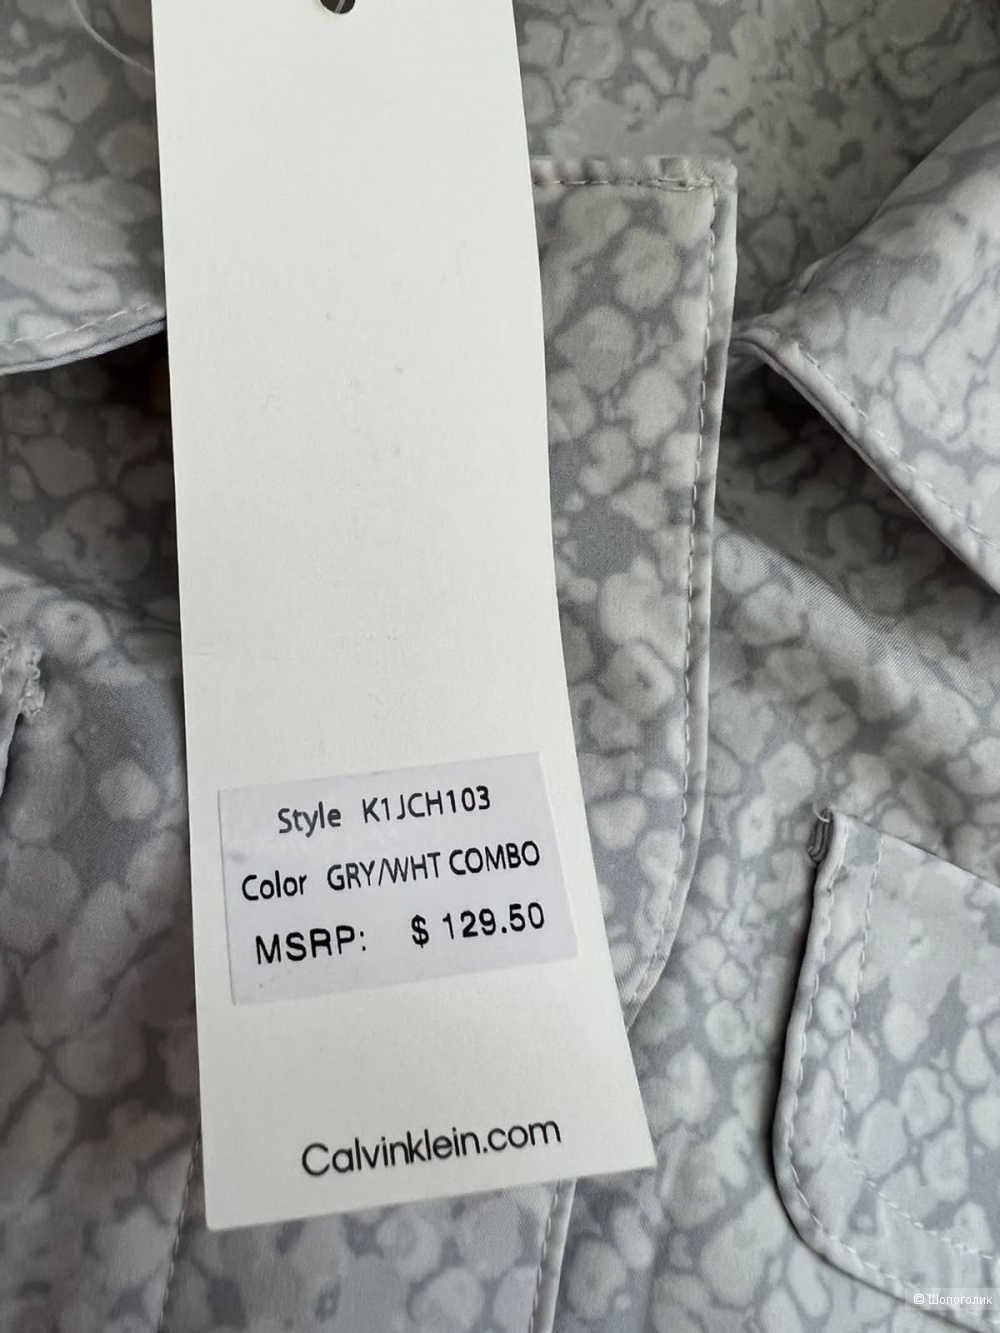 Style K1JCH103
Color GRY/WHT COMBO
MSRP: $ 129.50
Calvinklein.com
© Шопоголик